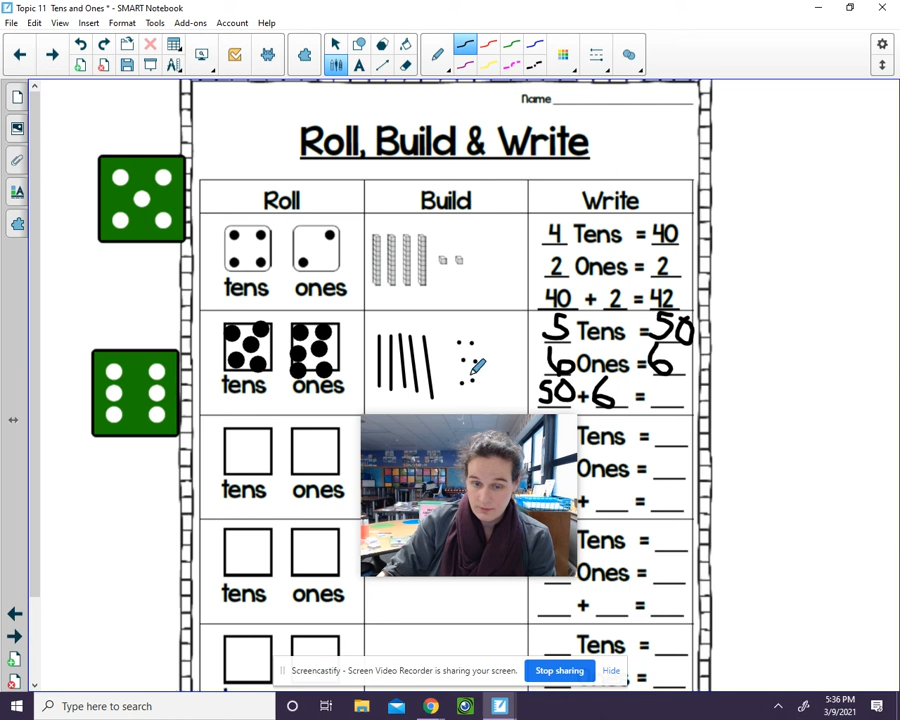 Topic 11 Tens and Ones * - SMART Notebook
File Edit View Insert Format Tools Add-ons Account Help
Name
Roll, Build & Write
Roll Build Write
4 Tens = 40
2 Ones = 2
tens ones
40 + 2 = 42
5 Tens = 50
6 Ones = 6
tens ones
50 + 6 =
Tens =
Ones =
tens ones
+ =
Tens =
Ones =
tens ones
+ =
Tens =
Screencastify - Screen Video Recorder is sharing your screen. Stop sharing Hide
Type here to search
5:36 PM
3/9/2021